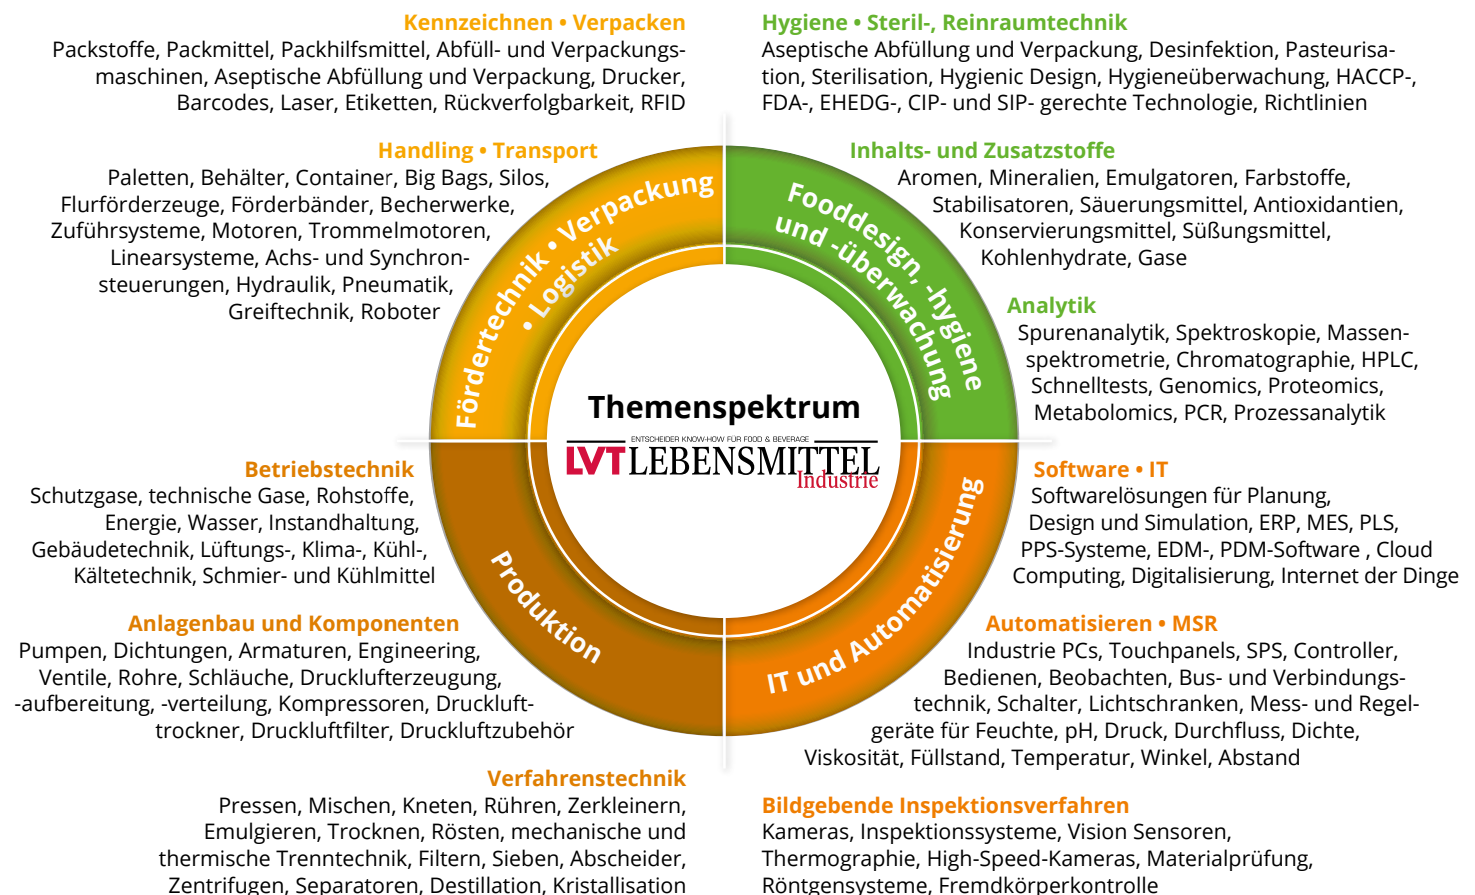 Kennzeichnen • Verpacken
Packstoffe, Packmittel, Packhilfsmittel, Abfüll- und Verpackungs-
maschinen, Aseptische Abfüllung und Verpackung, Drucker,
Barcodes, Laser, Etiketten, Rückverfolgbarkeit, RFID
Handling • Transport
Paletten, Behälter, Container, Big Bags, Silos,
Flurförderzeuge, Förderbänder, Becherwerke,
Zuführsysteme, Motoren, Trommelmotoren,
Linearsysteme, Achs- und Synchron-
steuerungen, Hydraulik, Pneumatik,
Greiftechnik, Roboter
Hygiene • Steril-, Reinraumtechnik
Aseptische Abfüllung und Verpackung, Desinfektion, Pasteurisa-
tion, Sterilisation, Hygienic Design, Hygieneüberwachung, HACCP-,
FDA-, EHEDG-, CIP- und SIP- gerechte Technologie, Richtlinien
Inhalts- und Zusatzstoffe
Aromen, Mineralien, Emulgatoren, Farbstoffe,
Stabilisatoren, Säuerungsmittel, Antioxidantien,
Konservierungsmittel, Süßungsmittel,
Kohlenhydrate, Gase
Analytik
Spurenanalytik, Spektroskopie, Massen-
spektrometrie, Chromatographie, HPLC,
Schnelltests, Genomics, Proteomics,
Metabolomics, PCR, Prozessanalytik
Fördertechnik • Verpackung
• Logistik
Fooddesign, -hygiene
und -überwachung
Themenspektrum
ENTSCHEIDER KNOW-HOW FÜR FOOD & BEVERAGE
LVT LEBENSMITTEL
Industrie
Produktion
IT und Automatisierung
Betriebstechnik
Schutzgase, technische Gase, Rohstoffe,
Energie, Wasser, Instandhaltung,
Gebäudetechnik, Lüftungs-, Klima-, Kühl-,
Kältetechnik, Schmier- und Kühlmittel
Anlagenbau und Komponenten
Pumpen, Dichtungen, Armaturen, Engineering,
Ventile, Rohre, Schläuche, Drucklufterzeugung,
-aufbereitung, -verteilung, Kompressoren, Druckluft-
trockner, Druckluftfilter, Druckluftzubehör
Verfahrenstechnik
Pressen, Mischen, Kneten, Rühren, Zerkleinern,
Emulgieren, Trocknen, Rösten, mechanische und
thermische Trenntechnik, Filtern, Sieben, Abscheider,
Zentrifugen, Separatoren, Destillation, Kristallisation
Software • IT
Softwarelösungen für Planung,
Design und Simulation, ERP, MES, PLS,
PPS-Systeme, EDM-, PDM-Software , Cloud
Computing, Digitalisierung, Internet der Dinge
Automatisieren • MSR
Industrie PCs, Touchpanels, SPS, Controller,
Bedienen, Beobachten, Bus- und Verbindungs-
technik, Schalter, Lichtschranken, Mess- und Regel-
geräte für Feuchte, pH, Druck, Durchfluss, Dichte,
Viskosität, Füllstand, Temperatur, Winkel, Abstand
Bildgebende Inspektionsverfahren
Kameras, Inspektionssysteme, Vision Sensoren,
Thermographie, High-Speed-Kameras, Materialprüfung,
Röntgensysteme, Fremdkörperkontrolle